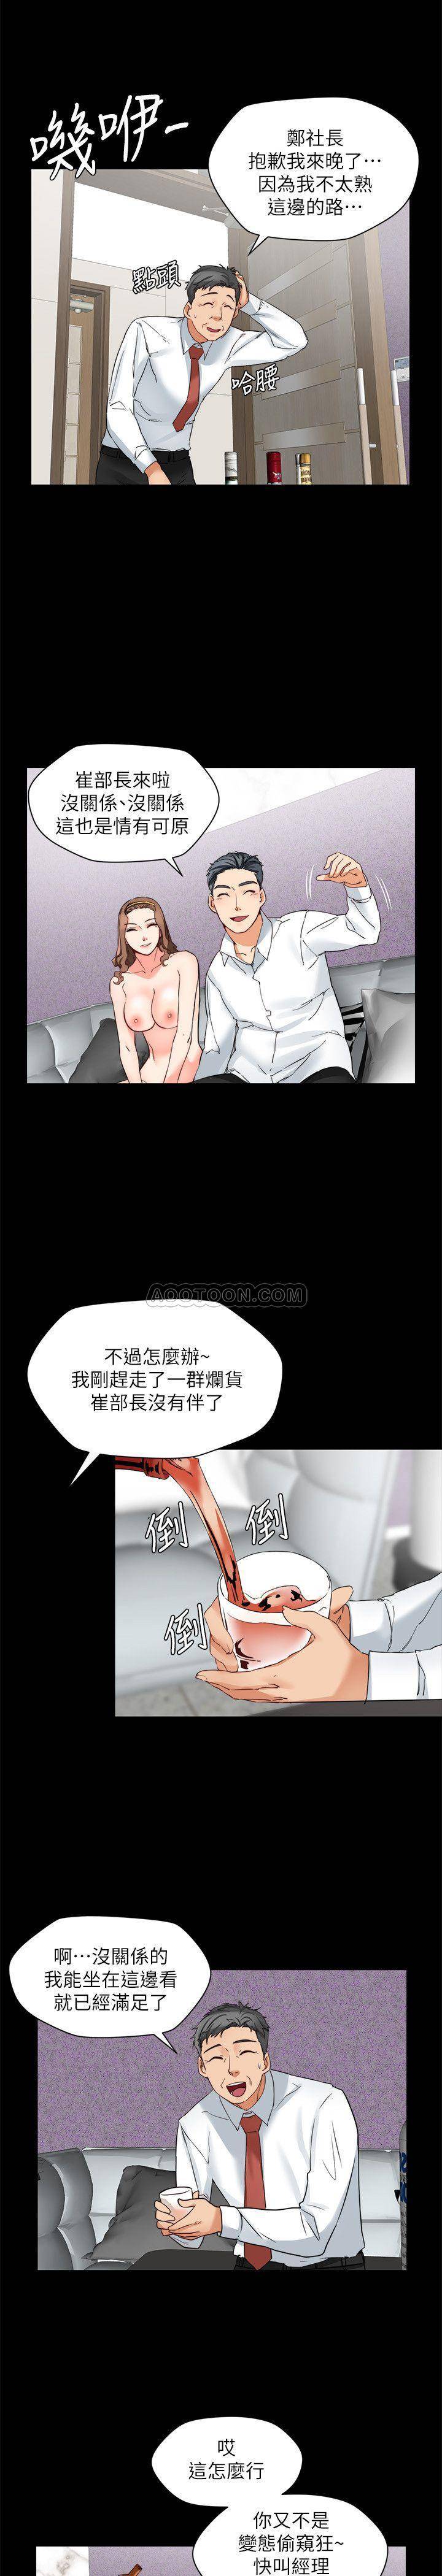 嘰咿~
鄭社長
抱歉我來晚了⋯
因為我不太熟
這邊的路⋯
點頭
哈腰
崔部長來啦
沒關係、沒關係
這也是情有可原
AQOTOON.COM
不過怎麼辦~
我剛趕走了一群爛貨
崔部長沒有伴了
倒
倒
倒
啊⋯沒關係的
我能坐在這邊看
就已經滿足了
哎
這怎麼行
你又不是
變態偷窺狂~
快叫經理